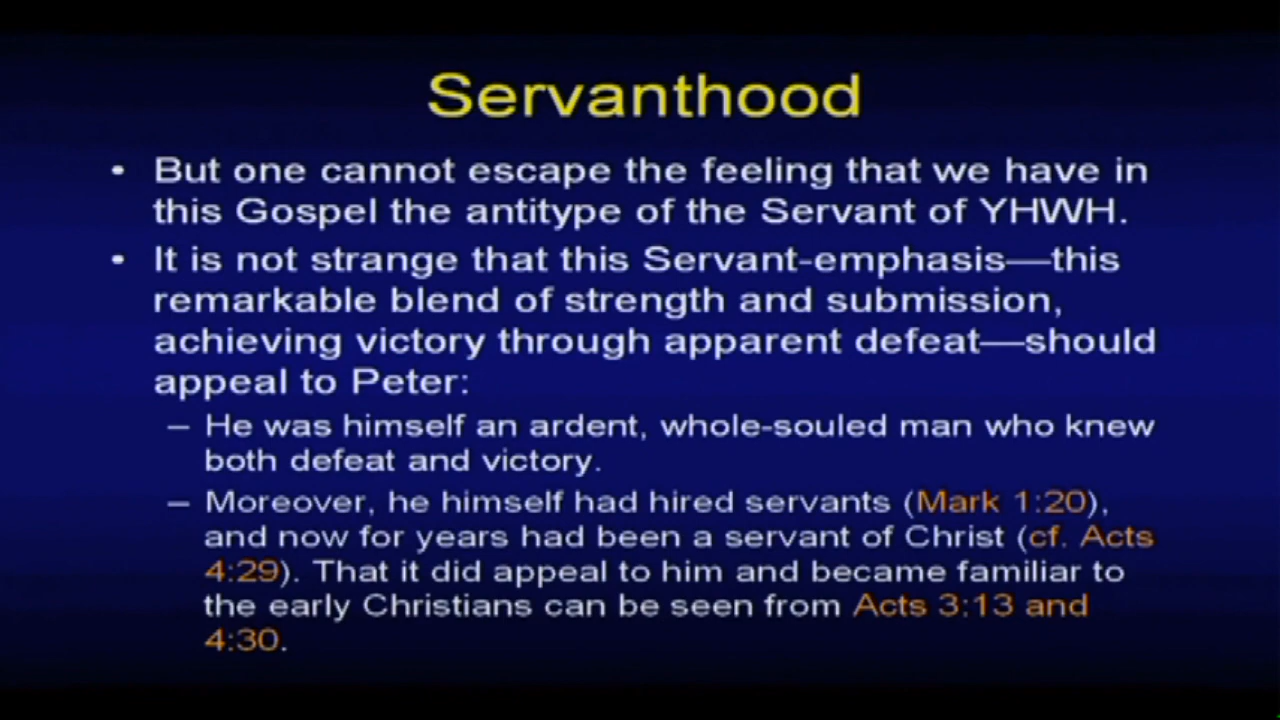 Servanthood
• But one cannot escape the feeling that we have in
this Gospel the antitype of the Servant of YHWH.
• It is not strange that this Servant-emphasis—this
remarkable blend of strength and submission,
achieving victory through apparent defeat—should
appeal to Peter:
– He was himself an ardent, whole-souled man who knew
both defeat and victory.
– Moreover, he himself had hired servants (Mark 1:20),
and now for years had been a servant of Christ (cf. Acts
4:29). That it did appeal to him and became familiar to
the early Christians can be seen from Acts 3:13 and
4:30.